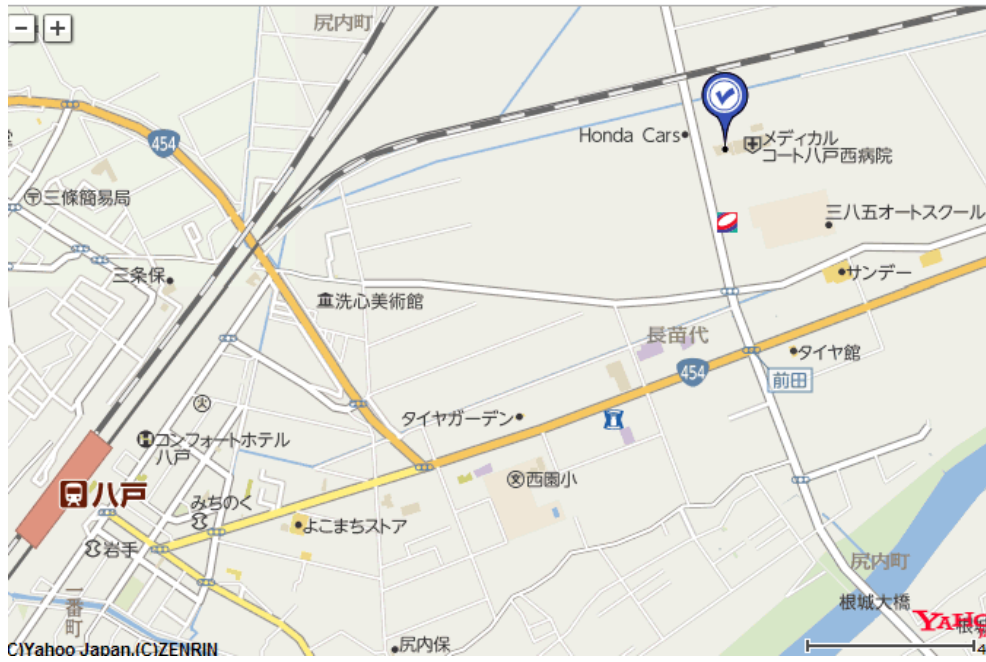 尻内町
454
Honda Cars
メディカル
コート八戸西病院
三條簡易局
三八五オートスクール
三条保
サンデー
洗心美術館
長苗代
454
タイヤ館
前田
火
タイヤガーデン
H コンフォートホテル
八戸
文 西園小
八戸
みちのく
よこまちストア
岩手
尻内町
一番町
根城大橋
YAHOO
尻内保
(C)Yahoo Japan,(C)ZENRIN